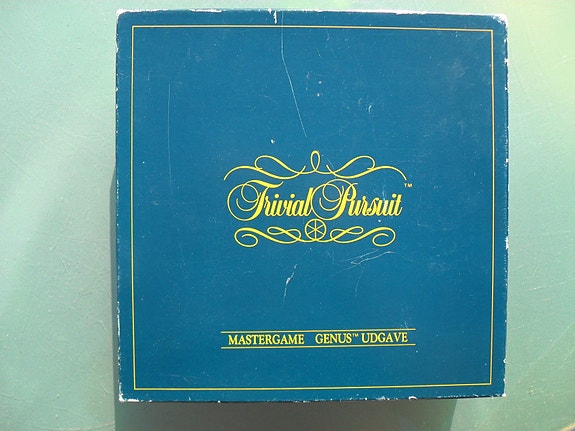 Trivial Pursuit™
MASTERGAME GENUS™ UDGAVE